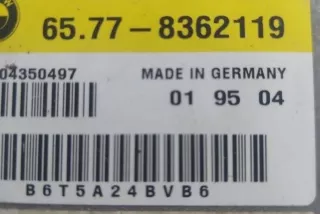 65.77-8362119
04350497
MADE IN GERMANY
01 95 04
B6T5A24BVB6